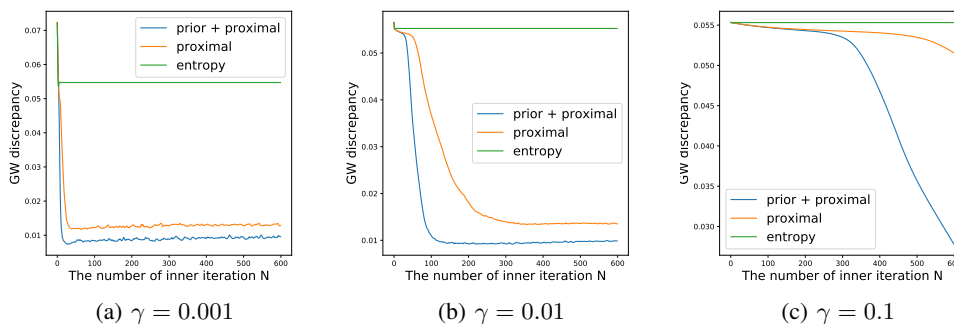 GW discrepancy
0.07
0.06
0.05
0.04
0.03
0.02
0.01
prior + proximal
proximal
entropy
0 100 200 300 400 500 600
The number of inner iteration N
(a) γ = 0.001
GW discrepancy
0.05
0.04
0.03
0.02
0.01
prior + proximal
proximal
entropy
0 100 200 300 400 500 600
The number of inner iteration N
(b) γ = 0.01
GW discrepancy
0.055
0.050
0.045
0.040
0.035
0.030
prior + proximal
proximal
entropy
0 100 200 300 400 500
The number of inner iteration N
(c) γ = 0.1